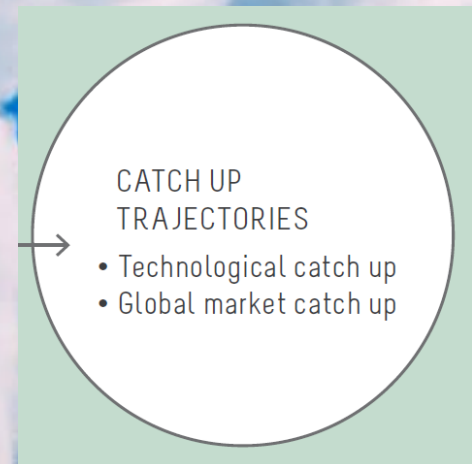 CATCH UP
TRAJECTORIES
• Technological catch up
• Global market catch up